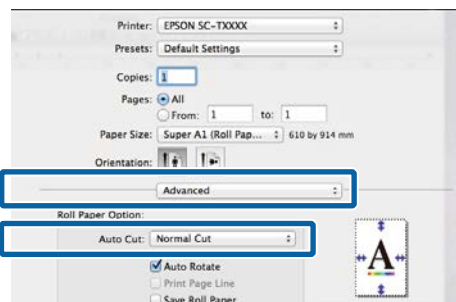 Printer: EPSON SC-TXXXX
Presets: Default Settings
Copies: 1
Pages: All
From: 1 to: 1
Paper Size: Super A1 (Roll Pap... 610 by 914 mm
Orientation:
Advanced
Roll Paper Option:
Auto Cut: Normal Cut
Auto Rotate
Print Page Line
Save Roll Paper
A